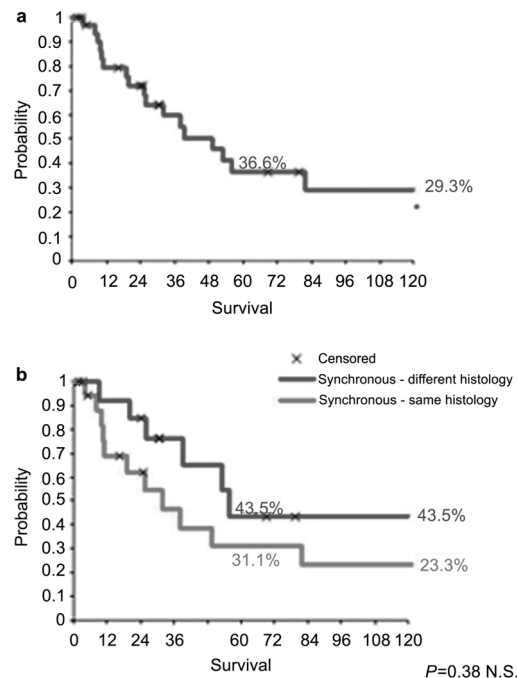 a
1
0.9
0.8
0.7
0.6
0.5
0.4
0.3
0.2
0.1
0
Probability
36.6%
29.3%
0 12 24 36 48 60 72 84 96 108 120
Survival
b
Censored
Synchronous - different histology
Synchronous - same histology
1
0.9
0.8
0.7
0.6
0.5
0.4
0.3
0.2
0.1
0
Probability
43.5%
43.5%
31.1%
23.3%
0 12 24 36 60 72 84 96 108 120
Survival
P=0.38 N.S.